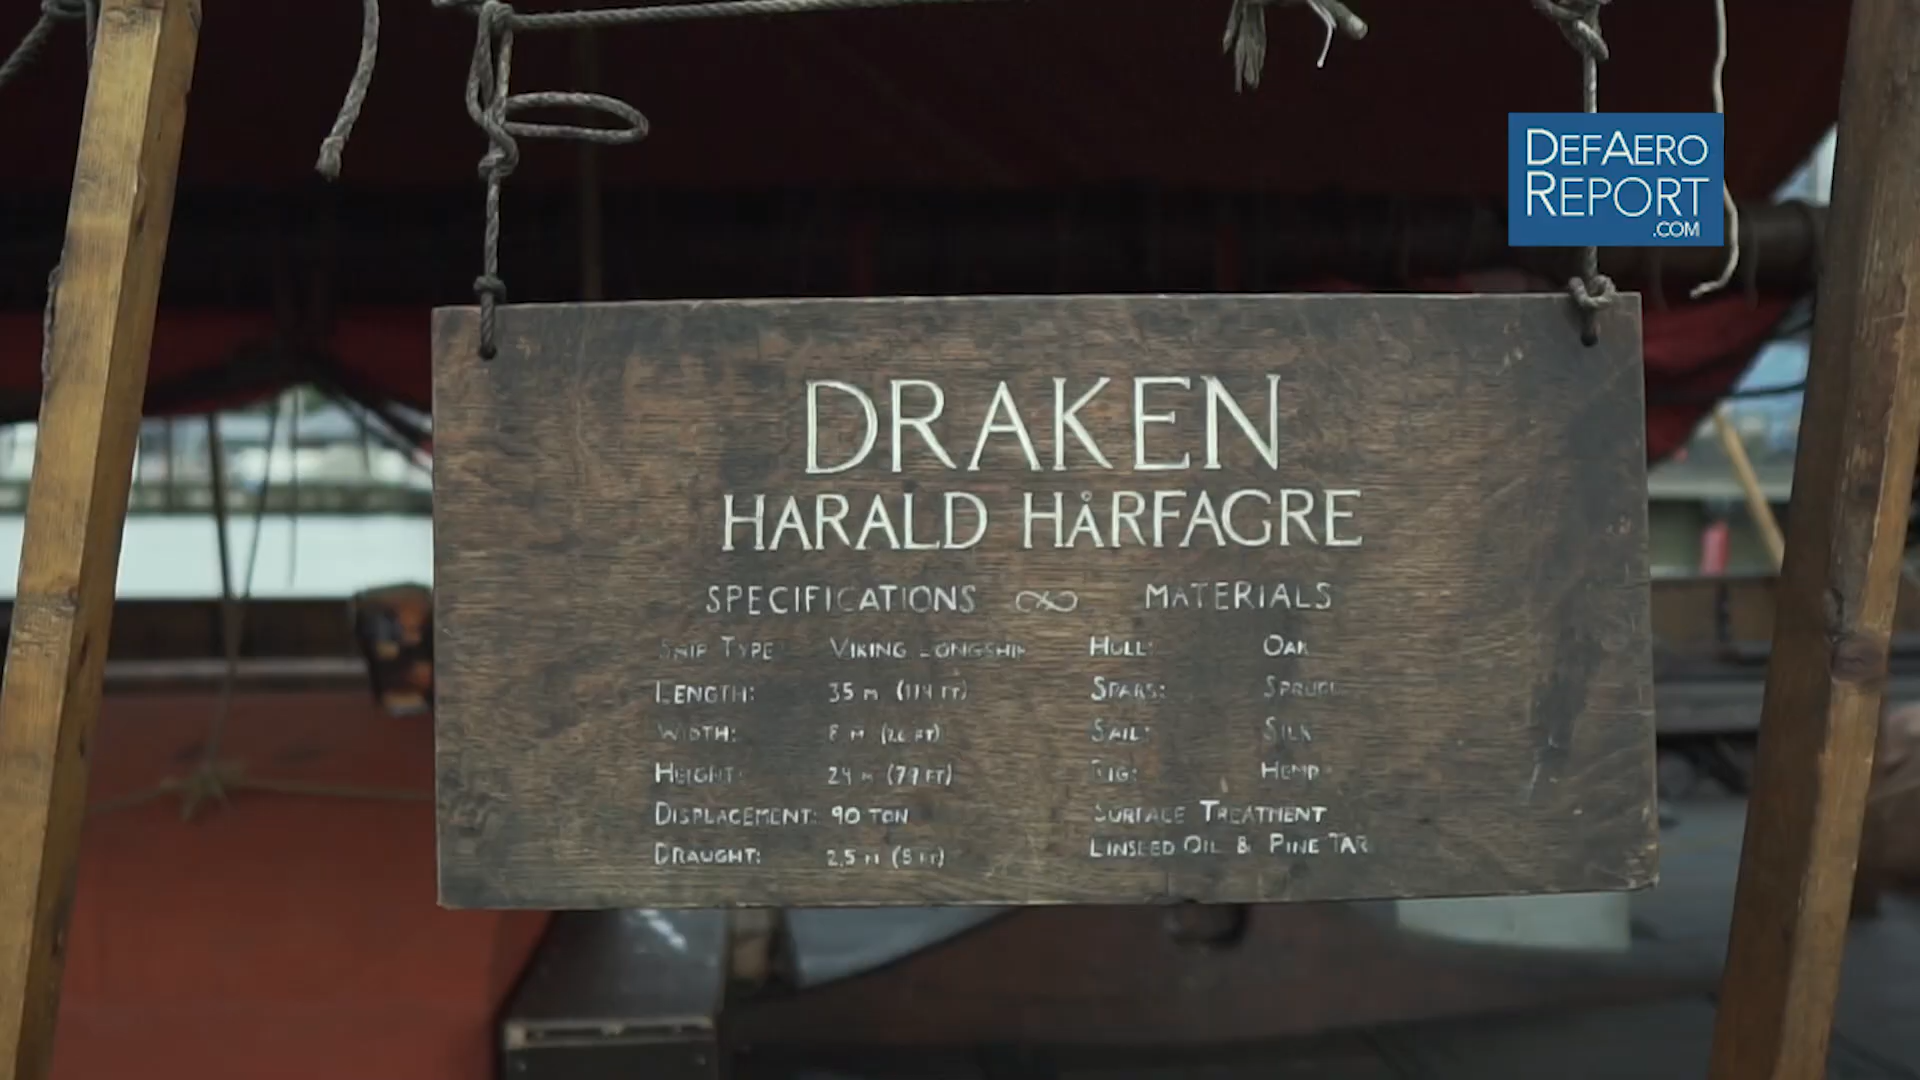 DEFAERO
REPORT
.COM
DRAKEN
HARALD HÅRFAGRE
SPECIFICATIONS MATERIALS
SHIP TYPE VIKING LONGSHIP HULL: OAK
LENGTH: 35 M (114 FT) SPARS: SPRUCE
WIDTH: 8 M (26 FT) SAIL: SILK
HEIGHT: 24 M (79 FT) RIG: HEMP
DISPLACEMENT: 90 TON SURFACE TREATMENT
DRAUGHT: 2,5 M LINSEED OIL & PINE TAR